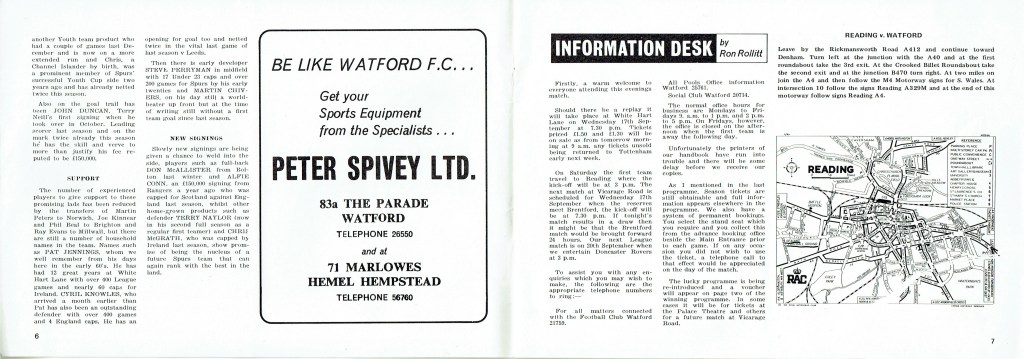 another Youth team product who
had a couple of games last De-
cember and is now on a more
extended run and Chris, a
Channel Islander by birth, was
a prominent member of Spurs'
successful Youth Cup side two
years ago and has already netted
twice this season.
Also on the goal trail has
been JOHN DUNCAN, Terry
Neill's first signing when he
took over in October. Leading
scorer last season and on the
mark twice already this season
he has the skill and verve to
more than justify his fee re-
puted to be £150,000.
SUPPORT
The number of experienced
players to give support to these
promising lads has been reduced
by the transfers of Martin
Peters to Norwich, Joe Kinnear
and Phil Beal to Brighton and
Ray Evans to Millwall, but there
are still a number of household
names in the team. Names such
as PAT JENNINGS, whom we
well remember from his days
here in the early 60's. He has
had 12 great years at White
Hart Lane with over 400 League
games and nearly 60 caps for
Ireland. CYRIL KNOWLES, who
arrived a month earlier than
Pat has also been an outstanding
defender with over 400 games
and 4 England caps. He has an
6
opening for goal too and netted
twice in the vital last game of
last season v Leeds.
Then there is early developer
STEVE PERRYMAN in midfield
with 17 Under 23 caps and over
300 games for Spurs by his early
twenties and MARTIN CHIV-
ERS, on his day still a world-
beater up front but at the time
of writing still without a first
team goal since last season.
NEW SIGNINGS
Slowly new signings are being
given a chance to weld into the
side, players such as full-back
DON McALLISTER from Bol-
ton last winter and ALFIE
CONN, an £150,000 signing from
Rangers a year ago who was
capped for Scotland against Eng-
land last season, whilst other
home-grown products such as
defender TERRY NAYLOR (now
in his second full season as a
regular first teamer) and CHRIS
McGRATH, who was capped by
Ireland last season, show prom-
ise of being the nucleus of a
future Spurs team that can
again rank with the best in the
land.
BE LIKE WATFORD F.C...
Get your
Sports Equipment
from the Specialists . . .
PETER SPIVEY LTD.
83a THE PARADE
WATFORD
TELEPHONE 26550
and at
71 MARLOWES
HEMEL HEMPSTEAD
TELEPHONE 56760
INFORMATION DESK by
Ron Rollitt
Firstly, a warm welcome to
everyone attending this evenings
match.
Should there be a replay it
will take place at White Hart
Lane on Wednesday 17th Sep-
tember at 7.30 p.m. Tickets
priced £1.50 and £1.30 will be
on sale as from tomorrow morn-
ing at 9 a.m. any tickets unsold
being returned to Tottenham
early next week.
On Saturday the first team
travel to Reading where the
kick-off will be at 3 p.m. The
next match at Vicarage Road is
scheduled for Wednesday 17th
September when the reserves
meet Brentford, the kick-off will
be at 7.30 p.m. If tonight's
match results in a draw then
it might be that the Brentford
match would be brought forward
24 hours. Our next League
match is on 20th September when
we entertain Doncaster Rovers
at 3 p.m.
To assist you with any en-
quiries which you may wish to
make, the following are the
appropriate telephone numbers
to ring:—
For all matters connected
with the Football Club Watford
21759.
All Pools Office information
Watford 25761.
Social Club Watford 26734.
The normal office hours for
business are Mondays to Fri-
days 9. a.m. to 1 p.m. and 2 p.m.
to 5 p.m. On Fridays, however,
the office is closed on the after-
noon when the first team is
away the following day.
Unfortunately the printers of
our handbook have run into
trouble and there will be some
delay before we receive our
copies.
As I mentioned in the last
programme, Season tickets are
still obtainable and full infor-
mation appears elsewhere in the
programme. We also have a
system of permanent bookings.
You select the stand seat which
you require and you collect this
from the advance booking office
beside the Main Entrance prior
to each game. If on any occa-
sion you did not wish to use
the ticket, a telephone call to
that effect would be appreciated
on the day of the match.
The lucky programme is being
re-introduced and a voucher
will appear on page two of the
winning programme. In some
cases it will be for tickets at
the Palace Theatre and others
for a future match at Vicarage
Road.
READING v. WATFORD
Leave by the Rickmansworth Road A412 and continue toward
Denham. Turn left at the junction with the A40 and at the first
roundabout take the 3rd exit. At the Crooked Billet Roundabout take
the second exit and at the junction B470 turn right. At two miles on
join the A4 and then follow the M4 Motorway signs for S. Wales. At
intersection 10 follow the signs Reading A329M and at the end of this
motorway follow signs Reading A4.
READING
REFERENCE
RAC
7